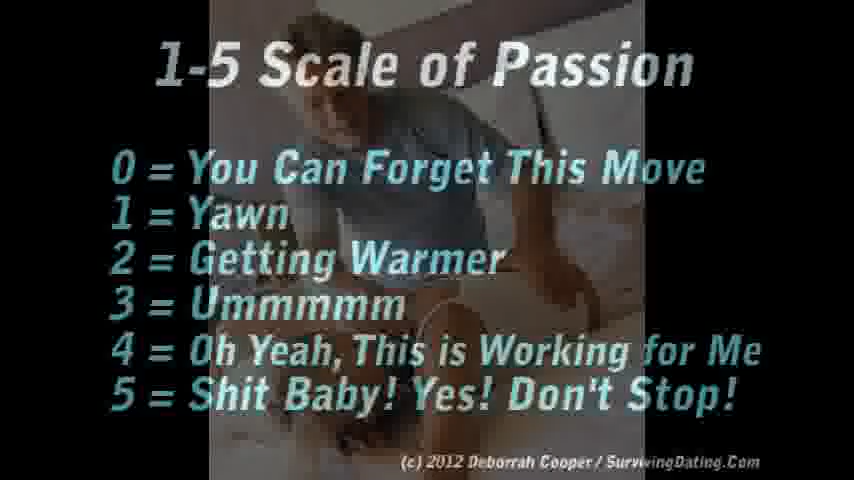 1-5 Scale of Passion
0 = You Can Forget This Move
1 = Yawn
2 = Getting Warmer
3 = Ummmmm
4 = Oh Yeah, This is Working for Me
5 = Shit Baby! Yes! Don't Stop!
(c) 2012 Deborrah Cooper / SurvivingDating.Com